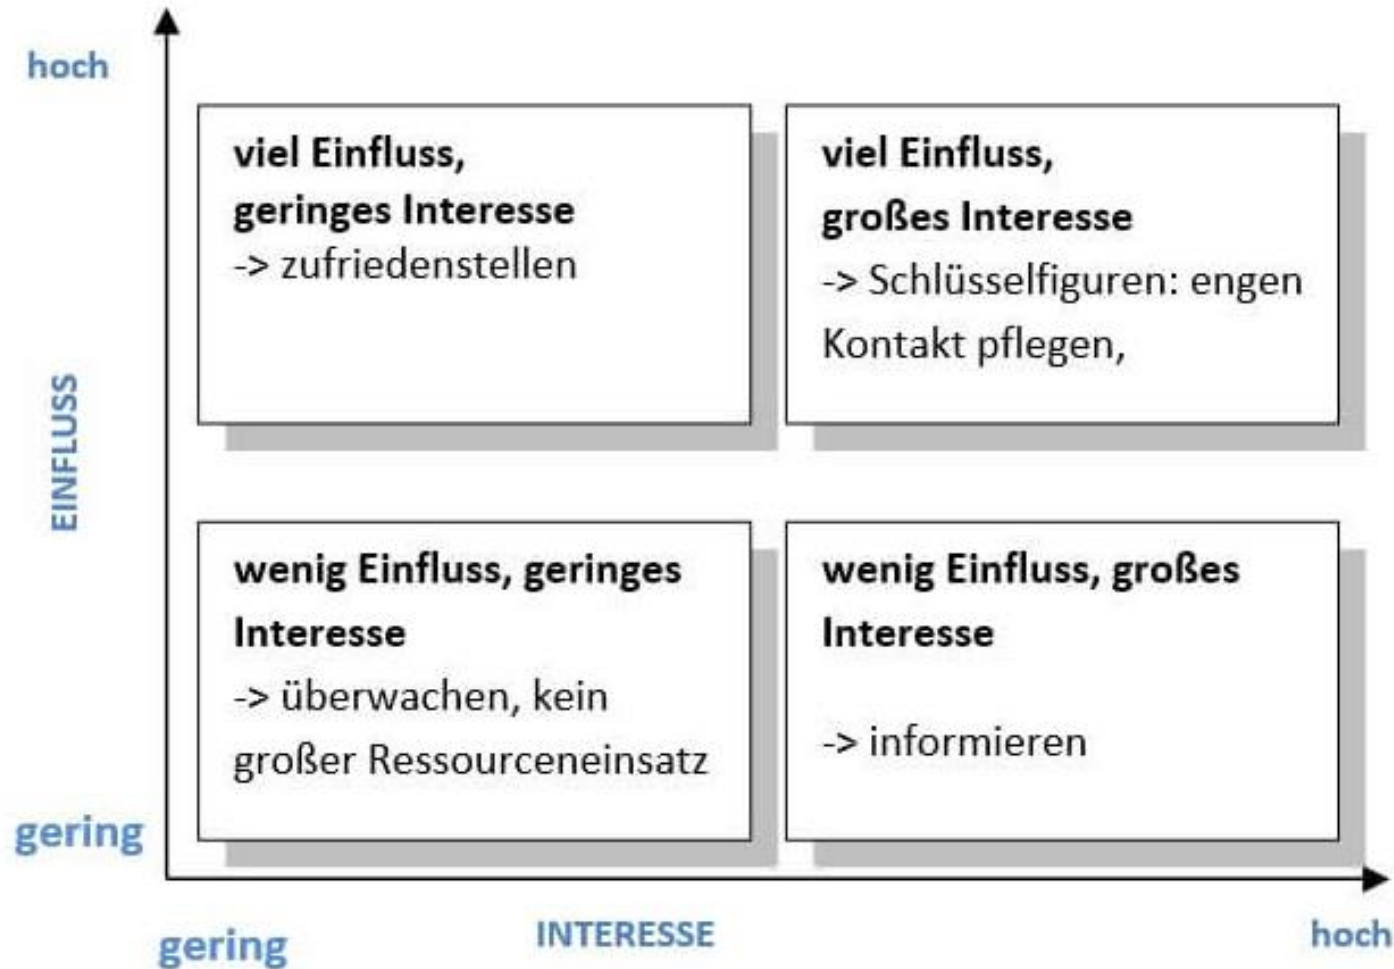 hoch
viel Einfluss,
geringes Interesse
-> zufriedenstellen
viel Einfluss,
großes Interesse
-> Schlüsselfiguren: engen
Kontakt pflegen,
EINFLUSS
wenig Einfluss, geringes
Interesse
-> überwachen, kein
großer Ressourceneinsatz
wenig Einfluss, großes
Interesse
-> informieren
gering
gering
INTERESSE
hoch